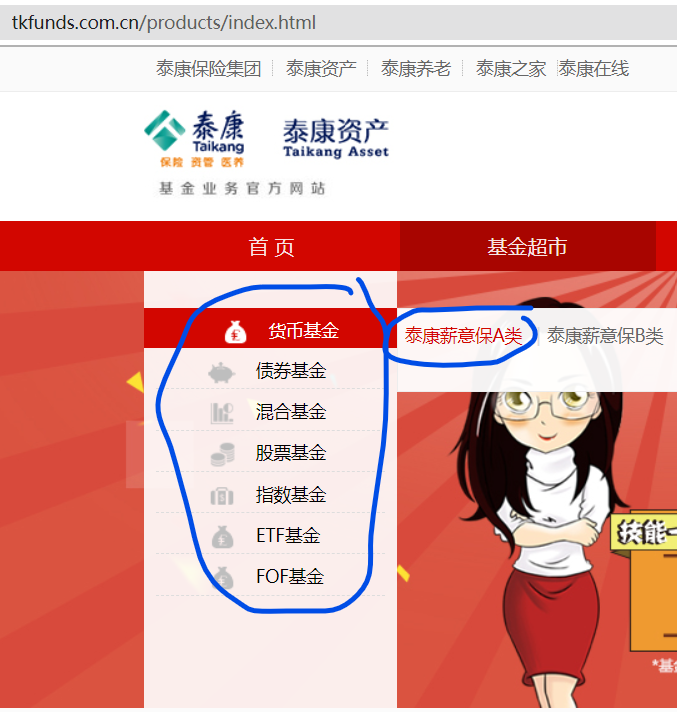 tkfunds.com.cn/products/index.html
泰康保险集团 泰康资产 泰康养老 泰康之家 泰康在线
泰康 泰康资产
Taikang Taikang Asset
保险 资管 医养
基金业务官方网站
首 页 基金超市
货币基金 泰康薪意保A类 泰康薪意保B类
债券基金
混合基金
股票基金
指数基金
技能一
ETF基金
FOF基金
*基